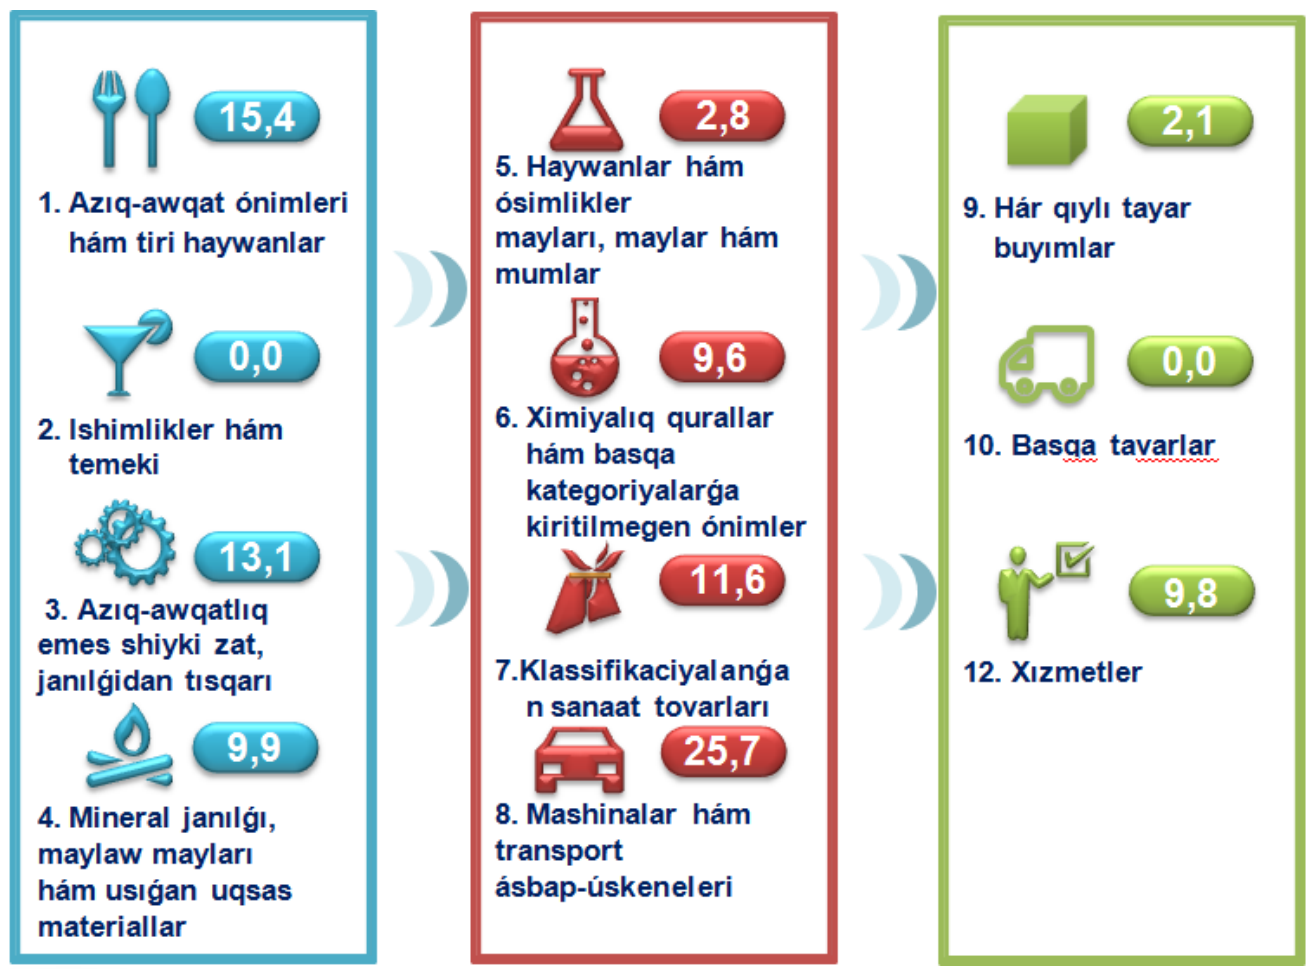 15,4
1. Azıq-awqat ónimleri
hám tiri haywanlar
0,0
2. Ishimlikler hám
temeki
13,1
3. Azıq-awqatlıq
emes shiyki zat,
janılǵidan tısqarı
9,9
4. Mineral janılǵı,
maylaw mayları
hám usıǵan uqsas
materiallar
2,8
5. Haywanlar hám
ósimlikler
mayları, maylar hám
mumlar
9,6
6. Ximiyalıq qurallar
hám basqa
kategoriyalarǵa
kiritilmegen ónimler
11,6
7.Klassifikaciyalanǵa
n sanaat tovarları
25,7
8. Mashinalar hám
transport
ásbap-úskeneleri
2,1
9. Hár qıylı tayar
buyımlar
0,0
10. Basqa tavarlar
9,8
12. Xızmetler